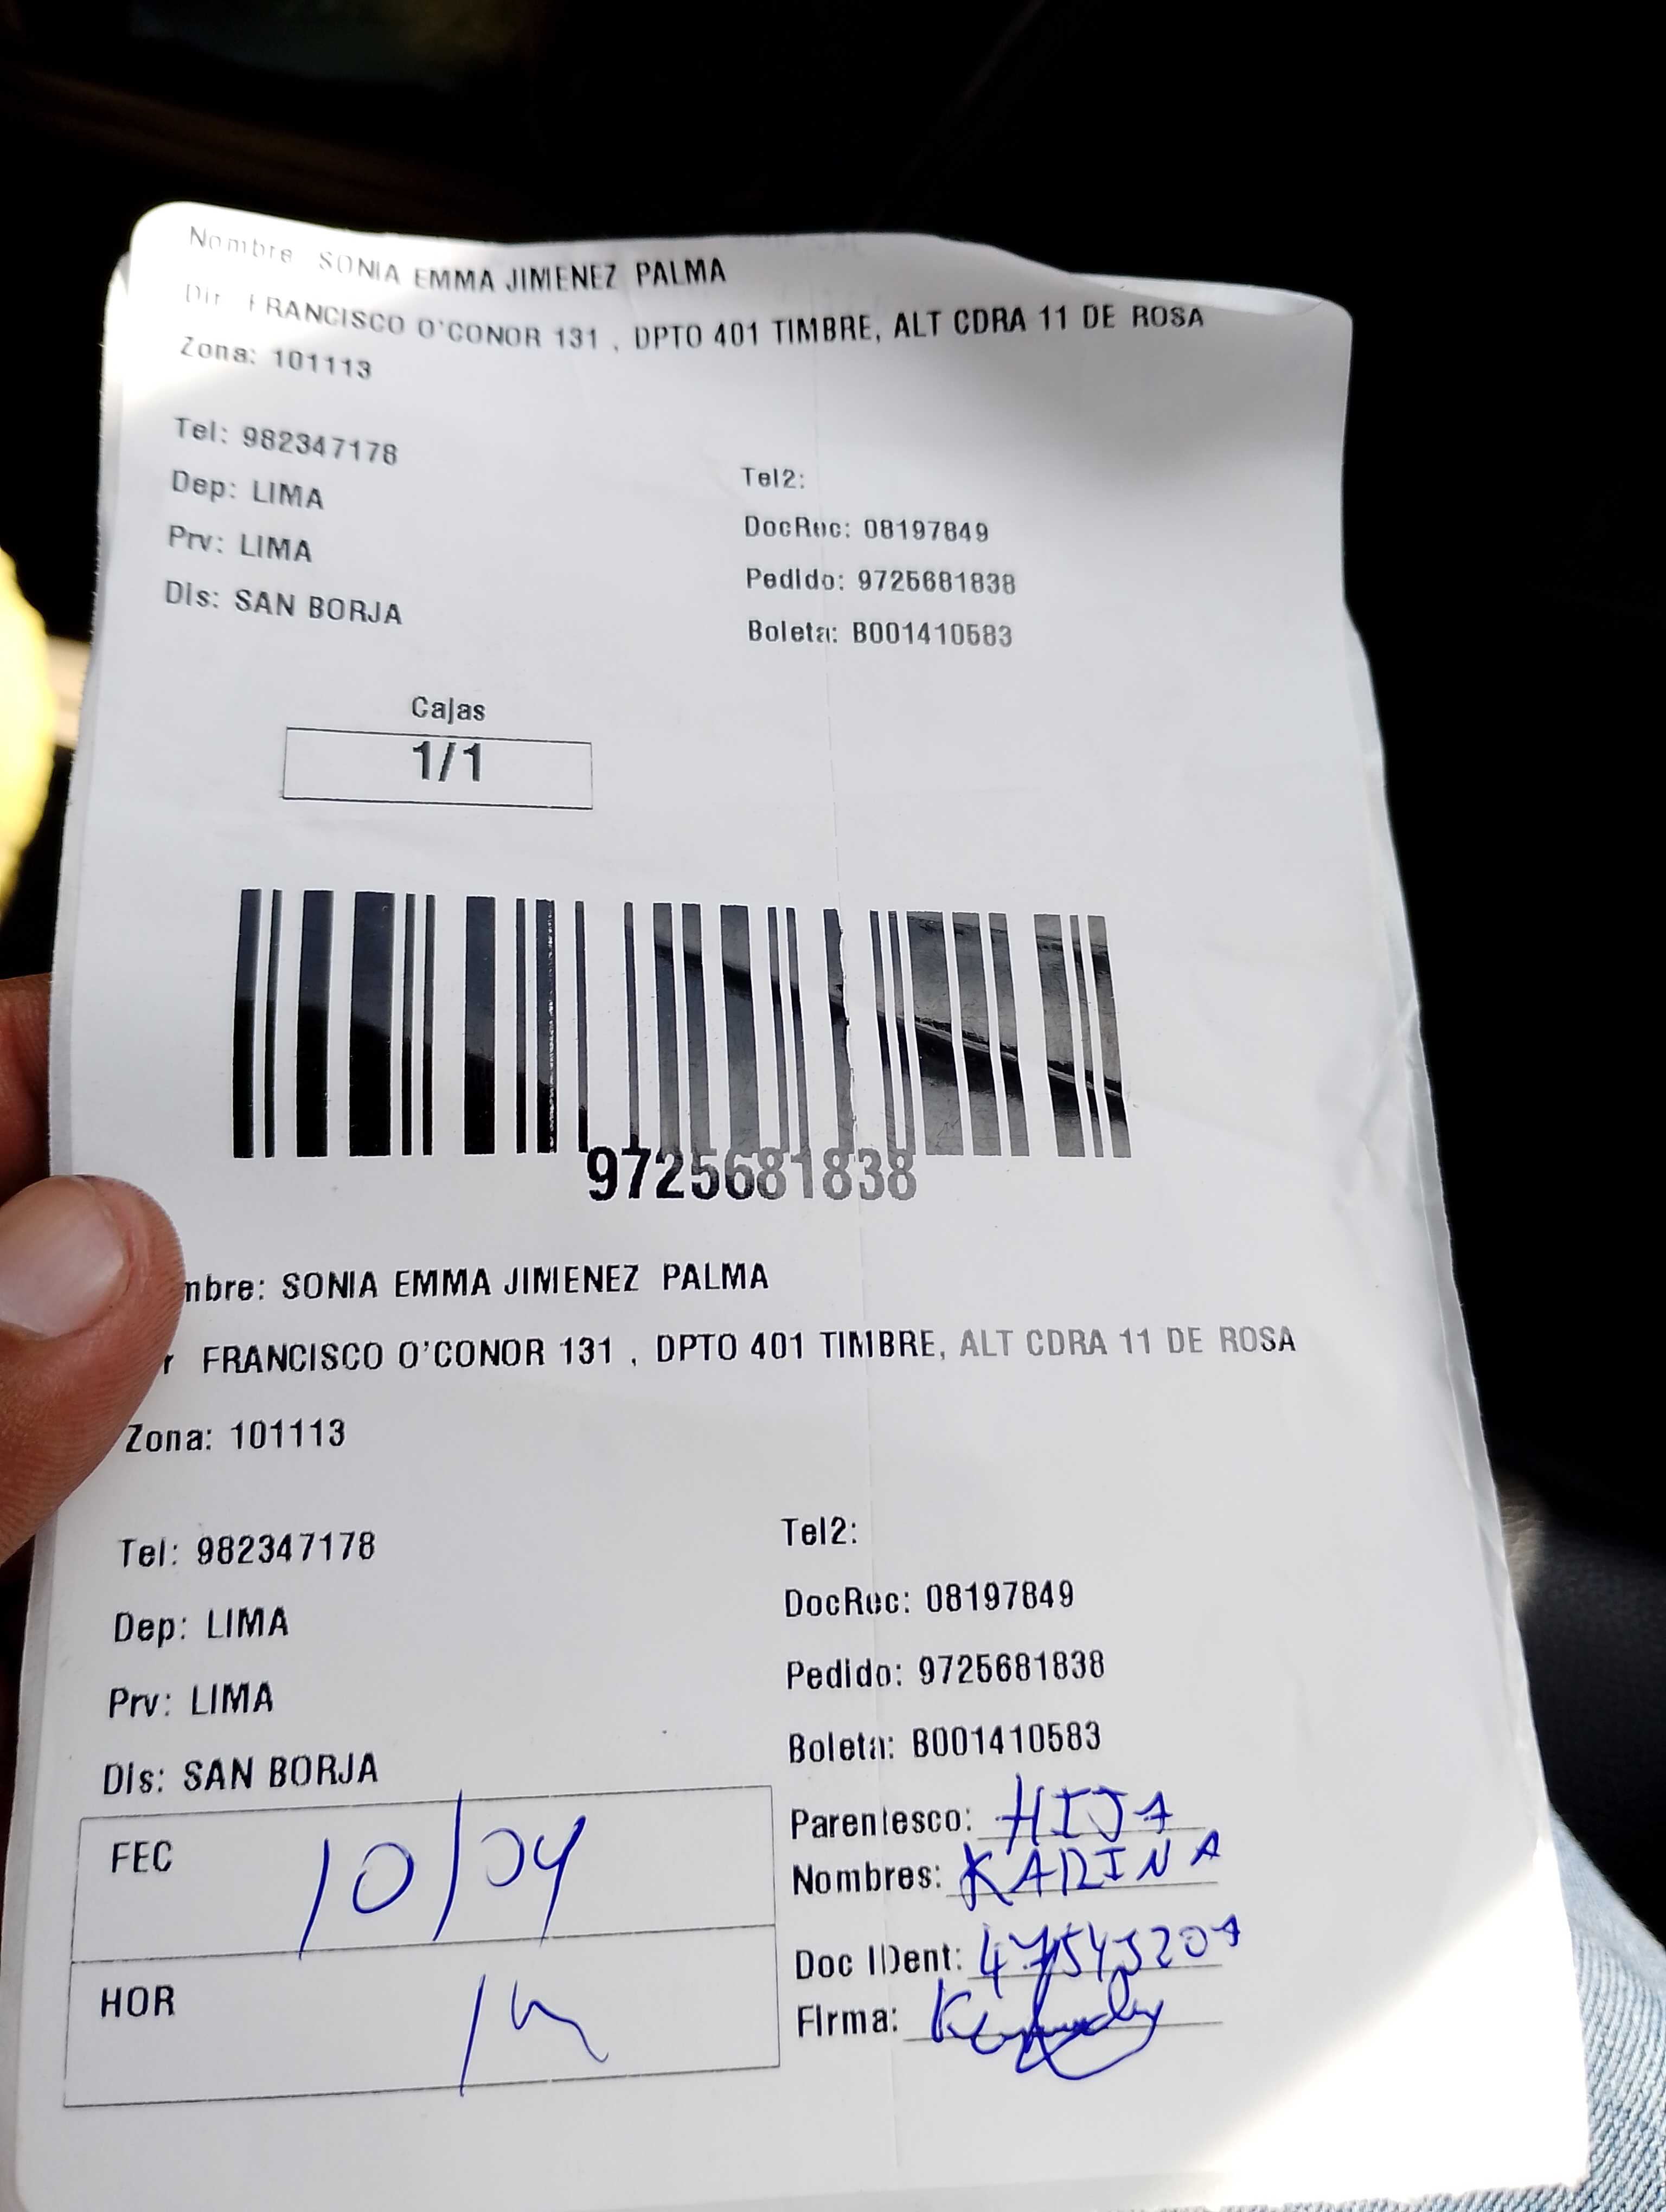 Nombre SONIA EMMA JIMENEZ PALMA
Dir FRANCISCO O'CONOR 131 , DPTO 401 TIMBRE, ALT CDRA 11 DE ROSA
Zona: 101113
Tel: 982347178
Tel2:
Dep: LIMA
DocRec: 08197849
Prv: LIMA
Pedido: 9725681838
Dis: SAN BORJA
Boleta: B001410583
Cajas
1/1
9725681838
mbre: SONIA EMMA JIMENEZ PALMA
r FRANCISCO O'CONOR 131 , DPTO 401 TIMBRE, ALT CDRA 11 DE ROSA
Zona: 101113
Tel: 982347178
Tel2:
Dep: LIMA
DocRec: 08197849
Prv: LIMA
Pedido: 9725681838
Dis: SAN BORJA
Boleta: B001410583
FEC 10/04
Parentesco: HIJA
Nombres: KARINA
HOR
Doc IDent:
Firma: